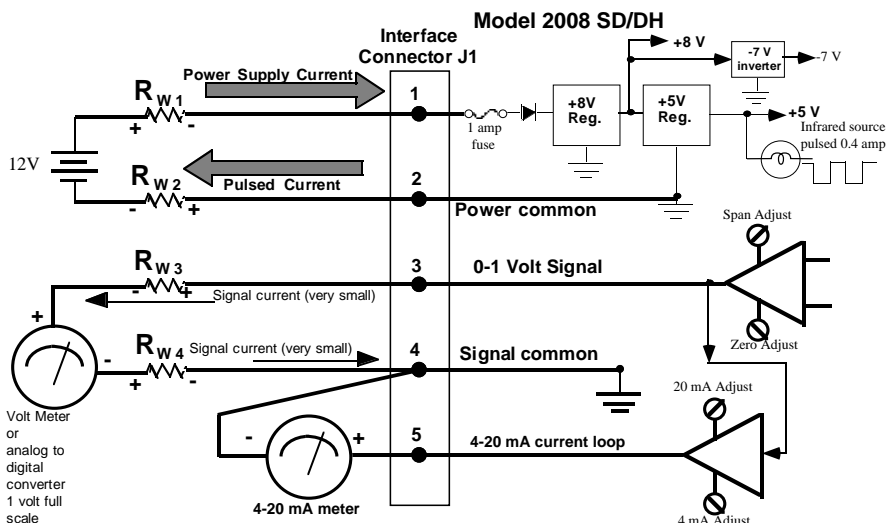 Model 2008 SD/DH
Interface
Connector J1
+8 V
-7 V
inverter
-7 V
Power Supply Current
R W1
+ -
1
1 amp
fuse
+8V
Reg.
+5V
Reg.
+5 V
Infrared source
pulsed 0.4 amp
12V
R W2
- +
Pulsed Current
2
Power common
Span Adjust
R W3
- +
Signal current (very small)
3
0-1 Volt Signal
Zero Adjust
+
-
R W4
+ -
Signal current (very small)
4
Signal common
20 mA Adjust
Volt Meter
or
analog to
digital
converter
1 volt full
scale
- +
5
4-20 mA current loop
4-20 mA meter
4 mA Adjust